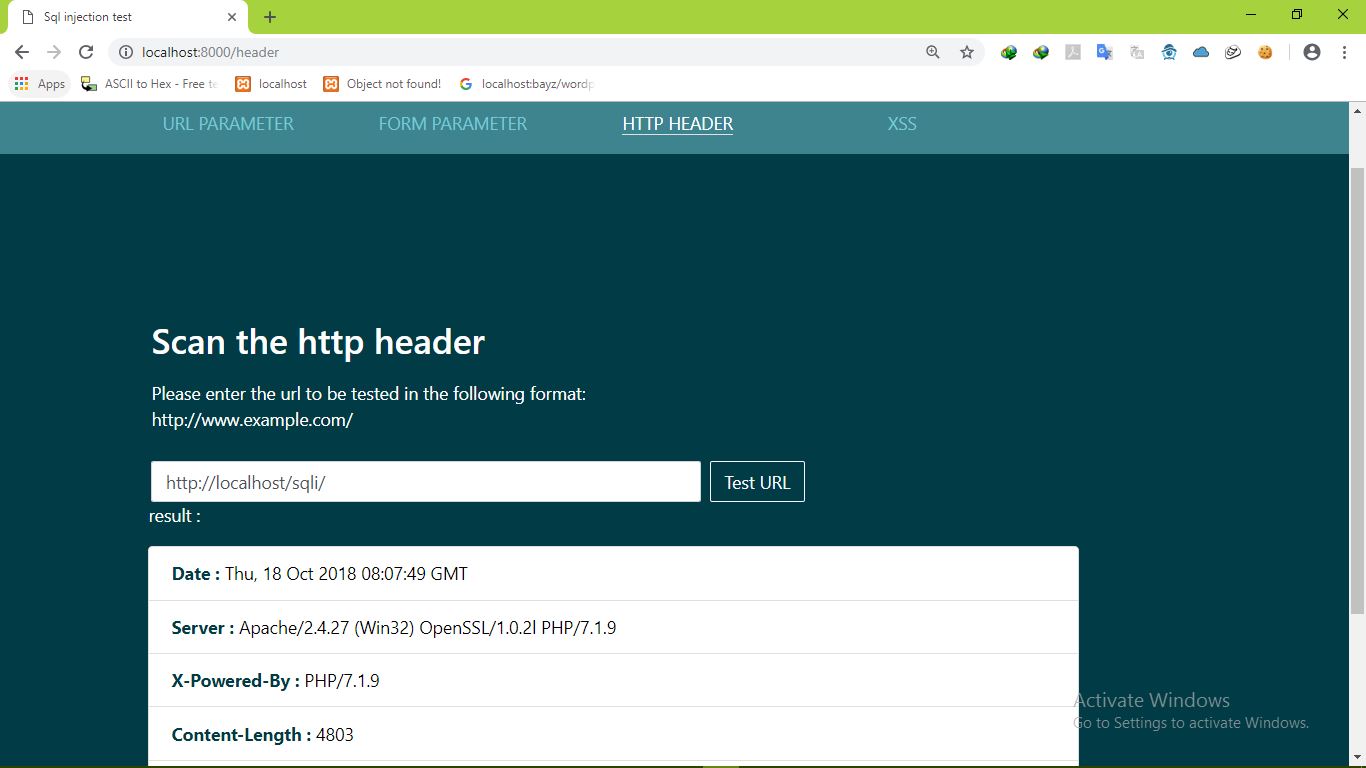 Sql injection test
localhost:8000/header
Apps ASCII to Hex - Free te localhost Object not found! localhost:bayz/wordp
URL PARAMETER FORM PARAMETER HTTP HEADER XSS
Scan the http header
Please enter the url to be tested in the following format:
http://www.example.com/
http://localhost/sqli/ Test URL
result :
Date : Thu, 18 Oct 2018 08:07:49 GMT
Server : Apache/2.4.27 (Win32) OpenSSL/1.0.2l PHP/7.1.9
X-Powered-By : PHP/7.1.9
Content-Length : 4803
Activate Windows
Go to Settings to activate Windows.